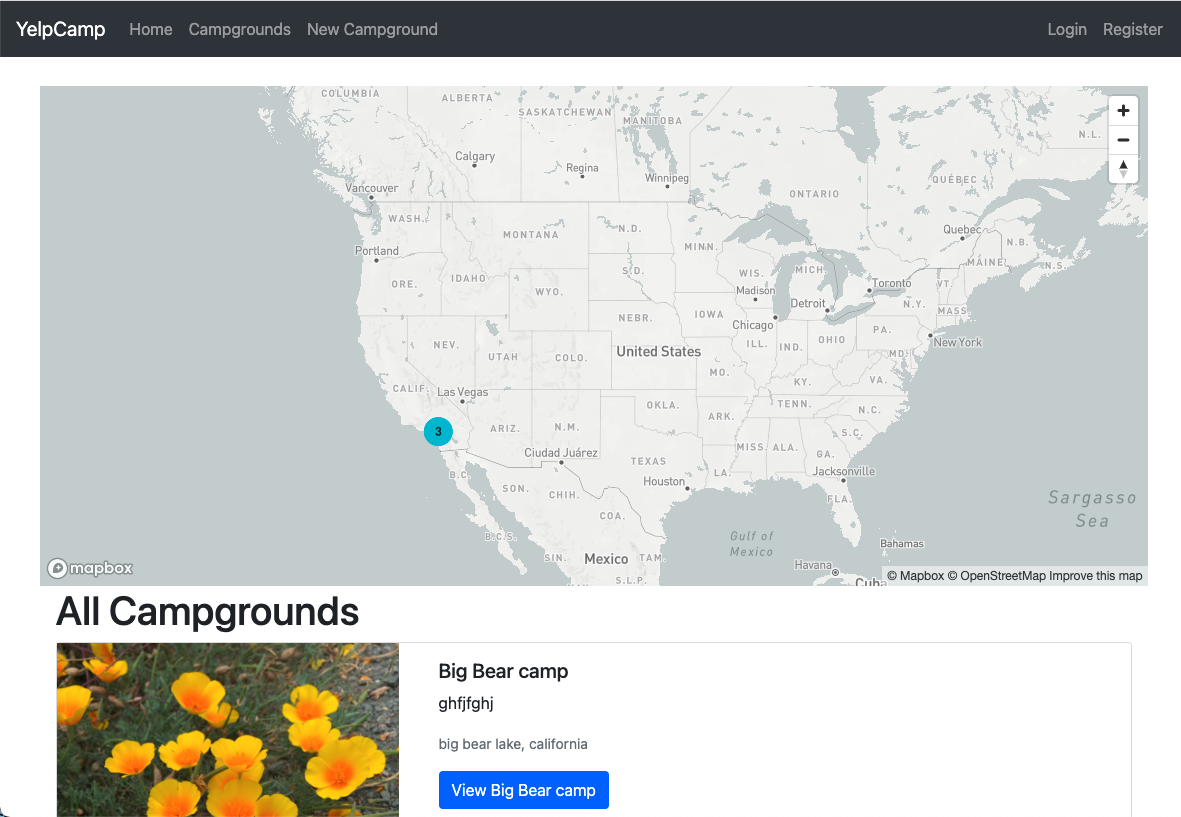 YelpCamp Home Campgrounds New Campground Login Register
COLUMBIA
ALBERTA
SASKATCHEWAN
MANITOBA
N.L.
Calgary
Regina
Winnipeg
ONTARIO
QUÉBEC
Vancouver
WASH.
MONTANA
N.D.
MINN.
Quebec
N.B.
Portland
MAINE
N.S.
ORE.
IDAHO
WYO.
S.D.
WIS.
MICH.
Madison
Toronto
VT.
N.Y.
MASS.
Detroit
NEBR.
IOWA
Chicago
NEV.
UTAH
COLO.
United States
ILL.
IND.
OHIO
PA.
New York
MD.
CALIF.
Las Vegas
MO.
KY.
VA.
3
ARIZ.
N.M.
OKLA.
ARK.
TENN.
N.C.
S.C.
MISS.
ALA.
GA.
B.C.
Ciudad Juárez
TEXAS
LA.
Jacksonville
SON.
CHIH.
Houston
FLA.
Sargasso
Sea
COA.
B.C.S.
Gulf of
Mexico
Bahamas
SIN.
Mexico
TAM.
Havana
S.L.P.
Cuba
mapbox
© Mapbox © OpenStreetMap Improve this map
All Campgrounds
Big Bear camp
ghfjfghj
big bear lake, california
View Big Bear camp